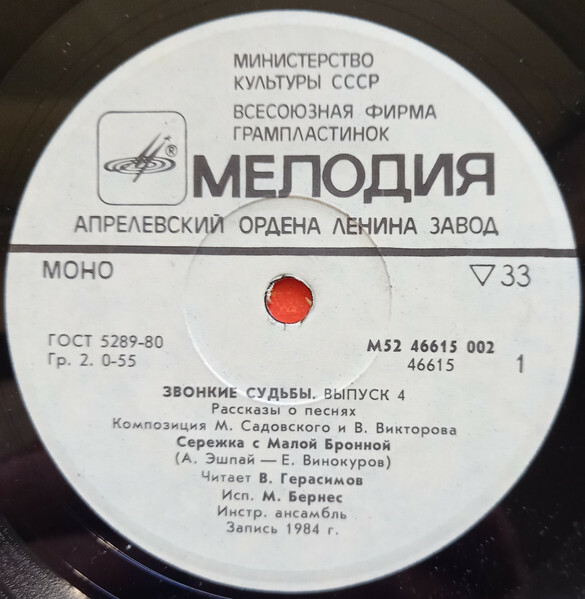 МИНИСТЕРСТВО
КУЛЬТУРЫ СССР
ВСЕСОЮЗНАЯ ФИРМА
ГРАМПЛАСТИНОК
®
МЕЛОДИЯ
АПРЕЛЕВСКИЙ ОРДЕНА ЛЕНИНА ЗАВОД
МОНО
▽ 33
ГОСТ 5289-80
Гр. 2. 0-55
М52 46615 002
46615
1
ЗВОНКИЕ СУДЬБЫ. ВЫПУСК 4
Рассказы о песнях
Композиция М. Садовского и В. Викторова
Сережка с Малой Бронной
(А. Эшпай — Е. Винокуров)
Читает В. Герасимов
Исп. М. Бернес
Инстр. ансамбль
Запись 1984 г.